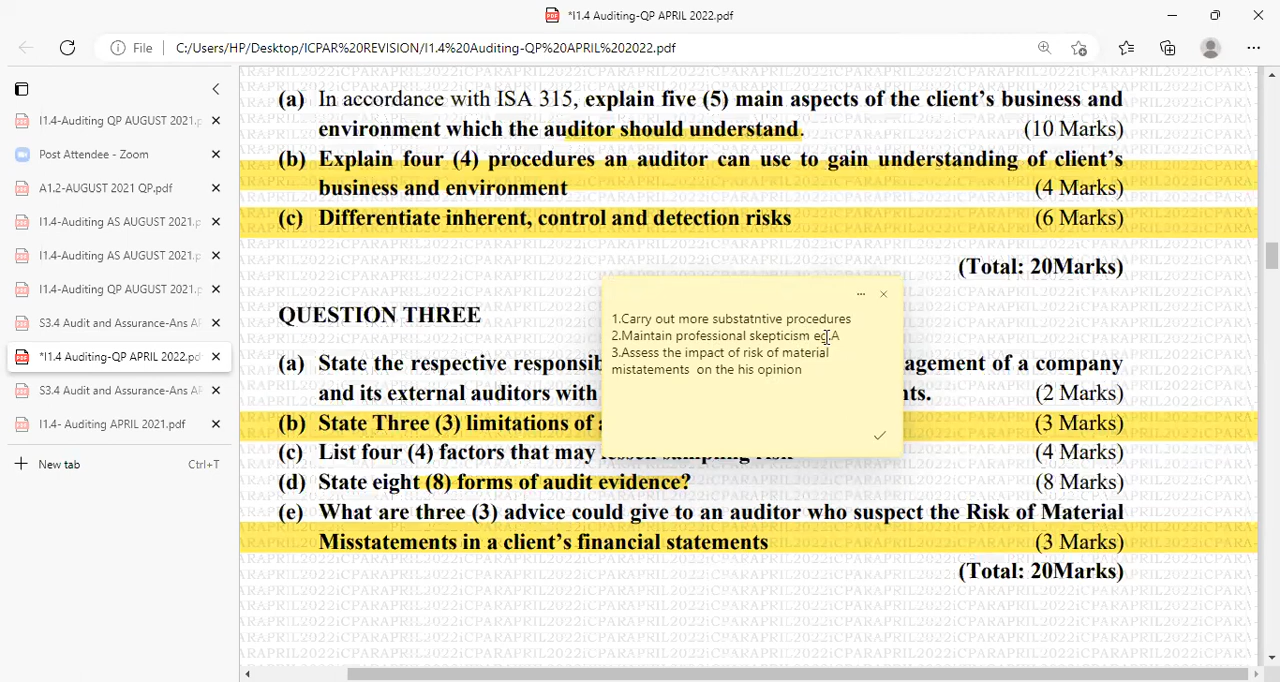 *I1.4 Auditing-QP APRIL 2022.pdf
File C:/Users/HP/Desktop/ICPAR%20REVISION/I1.4%20Auditing-QP%20APRIL%202022.pdf
I1.4-Auditing QP AUGUST 2021.p
Post Attendee - Zoom
A1.2-AUGUST 2021 QP.pdf
I1.4-Auditing AS AUGUST 2021.p
I1.4-Auditing AS AUGUST 2021.p
I1.4-Auditing QP AUGUST 2021.p
S3.4 Audit and Assurance-Ans AP
*I1.4 Auditing-QP APRIL 2022.pd
S3.4 Audit and Assurance-Ans AP
I1.4- Auditing APRIL 2021.pdf
New tab Ctrl+T
(a) In accordance with ISA 315, explain five (5) main aspects of the client's business and
environment which the auditor should understand. (10 Marks)
(b) Explain four (4) procedures an auditor can use to gain understanding of client's
business and environment (4 Marks)
(c) Differentiate inherent, control and detection risks (6 Marks)
(Total: 20Marks)
QUESTION THREE
(a) State the respective agement of a company
and its external auditors with (2 Marks)
(b) State Three (3) limitations of (3 Marks)
(c) List four (4) factors that may lessen sampling risk (4 Marks)
(d) State eight (8) forms of audit evidence? (8 Marks)
(e) What are three (3) advice could give to an auditor who suspect the Risk of Material
Misstatements in a client's financial statements (3 Marks)
(Total: 20Marks)
1.Carry out more substatntive procedures
2.Maintain professional skepticism
3.Assess the impact of risk of material
mistatements on the his opinion